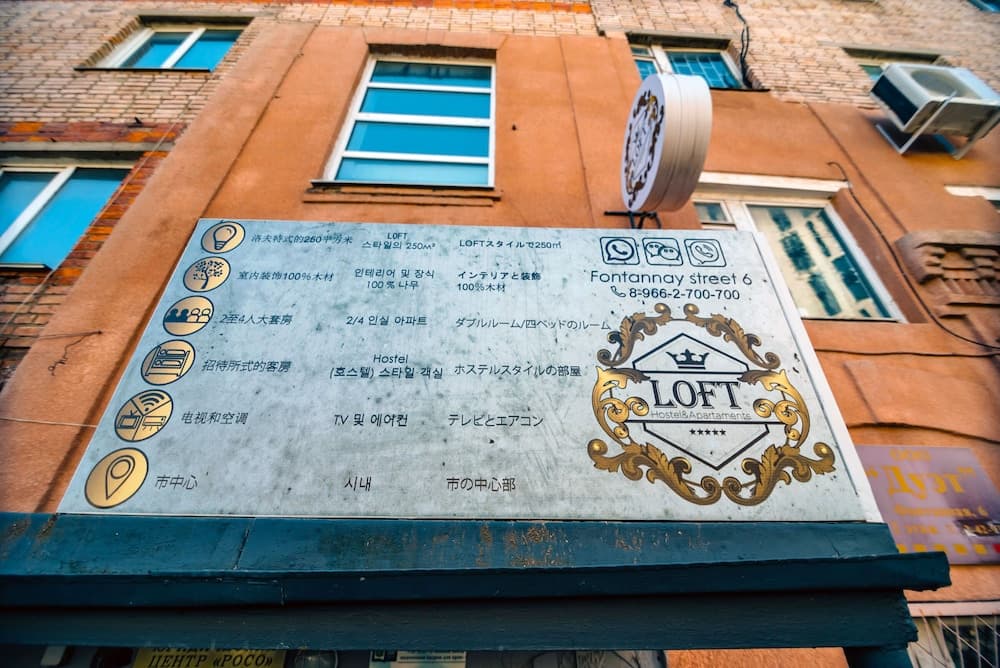 洛夫特式的250平方米
LOFT
스타일의 250м²
LOFTスタイルで250㎡
室内装饰100%木材
인테리어 및 장식
100 % 나무
インテリアと装飾
100%木材
2至4人大套房
2/4 인실 아파트
ダブルルーム/四ベッドのルーム
招待所式的客房
Hostel
(호스텔) 스타일 객실
ホステルスタイルの部屋
电视和空调
TV 및 에어컨
テレビとエアコン
市中心
시내
市の中心部
Fontannay street 6
8-966-2-700-700
LOFT
Hostel&Apartaments
"Дуэт"
ЦЕНТР «РОСО»